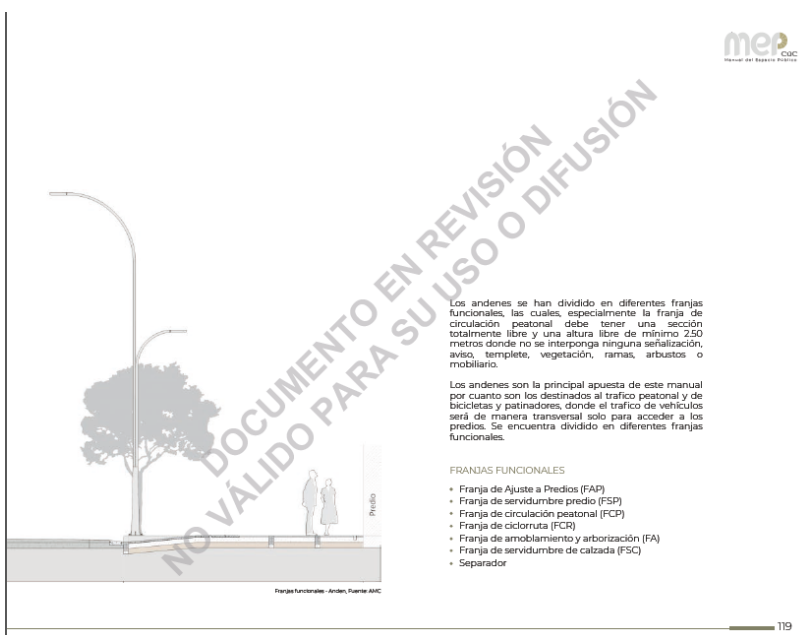 mep CGC
Manual del Espacio Público
DOCUMENTO EN REVISIÓN
NO VÁLIDO PARA SU USO O DIFUSIÓN
Predio
Franjas funcionales - Anden, Fuente: AMC
Los andenes se han dividido en diferentes franjas
funcionales, las cuales, especialmente la franja de
circulación peatonal debe tener una sección
totalmente libre y una altura libre de mínimo 2.50
metros donde no se interponga ninguna señalización,
aviso, templete, vegetación, ramas, arbustos o
mobiliario.
Los andenes son la principal apuesta de este manual
por cuanto son los destinados al trafico peatonal y de
bicicletas y patinadores, donde el trafico de vehículos
será de manera transversal solo para acceder a los
predios. Se encuentra dividido en diferentes franjas
funcionales.
FRANJAS FUNCIONALES
• Franja de Ajuste a Predios (FAP)
• Franja de servidumbre predio (FSP)
• Franja de circulación peatonal (FCP)
• Franja de ciclorruta (FCR)
• Franja de amoblamiento y arborización (FA)
• Franja de servidumbre de calzada (FSC)
• Separador
119